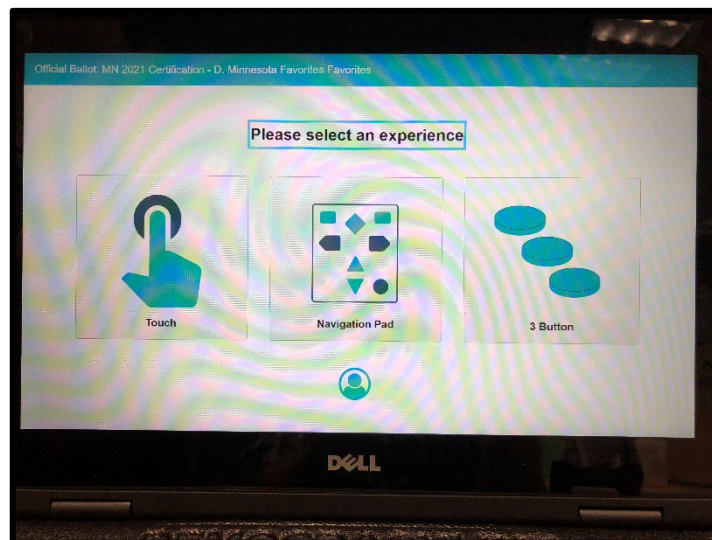 Official Ballot: MN 2021 Certification - D. Minnesota Favorites Favorites
Please select an experience
Touch
Navigation Pad
3 Button
DELL